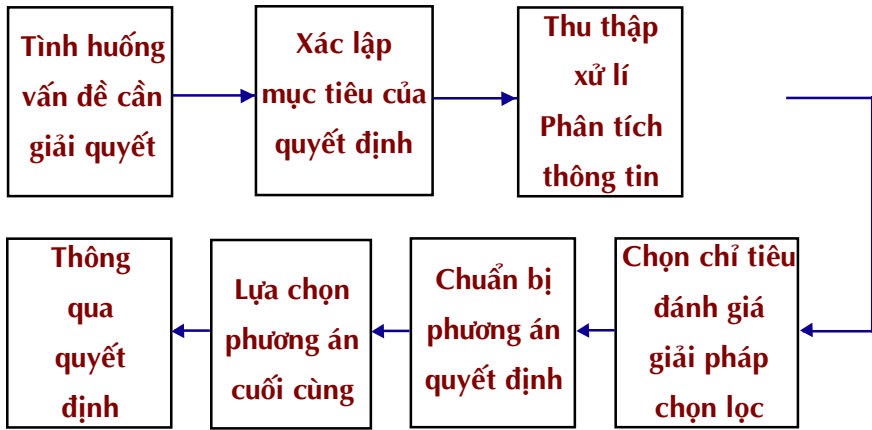 Tình huống
vấn đề cần
giải quyết
Xác lập
mục tiêu của
quyết định
Thu thập
xử lí
Phân tích
thông tin
Chọn chỉ tiêu
đánh giá
giải pháp
chọn lọc
Chuẩn bị
phương án
quyết định
Lựa chọn
phương án
cuối cùng
Thông
qua
quyết
định